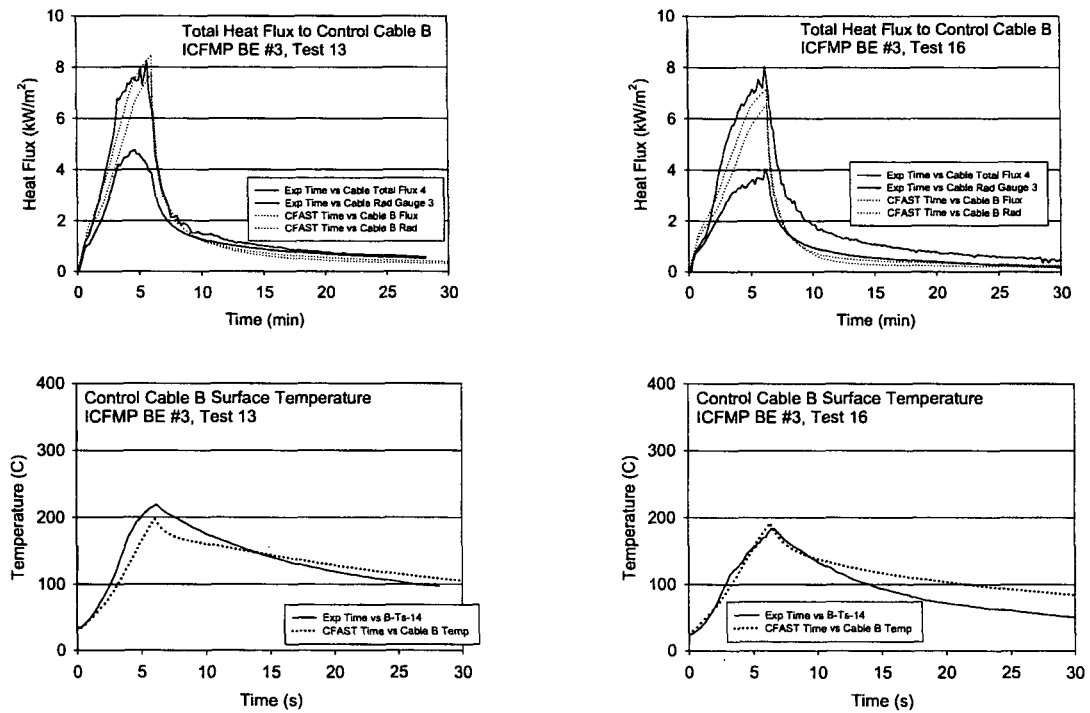 Total Heat Flux to Control Cable B
ICFMP BE #3, Test 13
Heat Flux (kW/m²)
10
8
6
4
2
0
Exp Time vs Cable Total Flux 4
Exp Time vs Cable Rad Gauge 3
CFAST Time vs Cable B Flux
CFAST Time vs Cable B Rad
0 5 10 15 20 25 30
Time (min)
Total Heat Flux to Control Cable B
ICFMP BE #3, Test 16
Heat Flux (kW/m²)
10
8
6
4
2
0
Exp Time vs Cable Total Flux 4
Exp Time vs Cable Rad Gauge 3
CFAST Time vs Cable B Flux
CFAST Time vs Cable B Rad
0 5 10 15 20 25 30
Time (min)
Control Cable B Surface Temperature
ICFMP BE #3, Test 13
Temperature (C)
400
300
200
100
0
Exp Time vs B-Ts-14
CFAST Time vs Cable B Temp
0 5 10 15 20 25 30
Time (s)
Control Cable B Surface Temperature
ICFMP BE #3, Test 16
Temperature (C)
400
300
200
100
0
Exp Time vs B-Ts-14
CFAST Time vs Cable B Temp
0 5 10 15 20 25 30
Time (s)